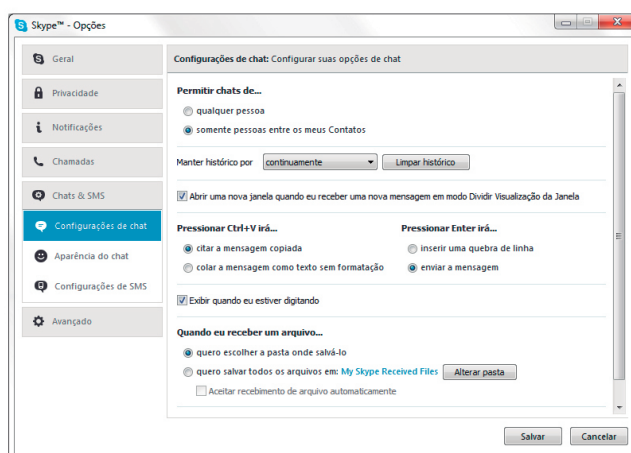 Skype™ - Opções
Geral
Privacidade
Notificações
Chamadas
Chats & SMS
Configurações de chat
Aparência do chat
Configurações de SMS
Avançado
Configurações de chat: Configurar suas opções de chat
Permitir chats de...
qualquer pessoa
somente pessoas entre os meus Contatos
Manter histórico por continuamente Limpar histórico
Abrir uma nova janela quando eu receber uma nova mensagem em modo Dividir Visualização da Janela
Pressionar Ctrl+V irá...
citar a mensagem copiada
colar a mensagem como texto sem formatação
Pressionar Enter irá...
inserir uma quebra de linha
enviar a mensagem
Exibir quando eu estiver digitando
Quando eu receber um arquivo...
quero escolher a pasta onde salvá-lo
quero salvar todos os arquivos em: My Skype Received Files Alterar pasta
Aceitar recebimento de arquivo automaticamente
Salvar Cancelar